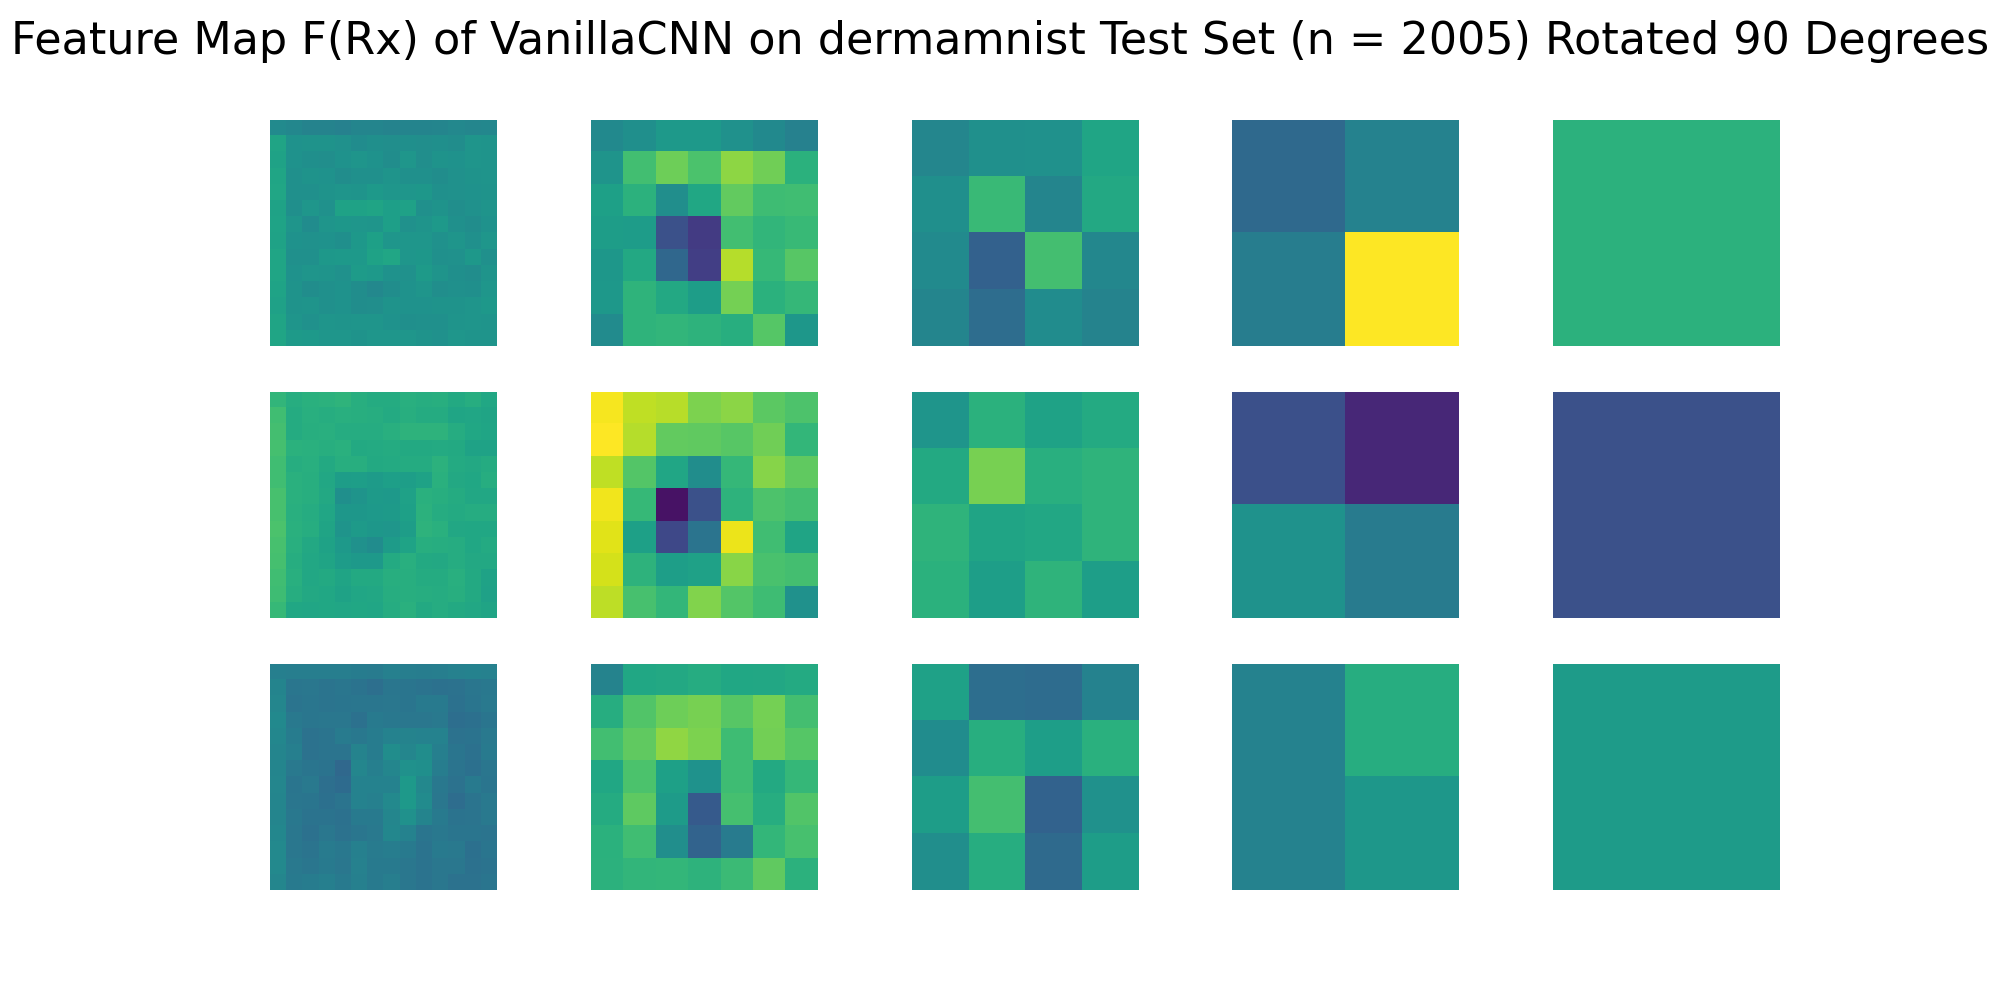 Feature Map F(Rx) of VanillaCNN on dermamnist Test Set (n = 2005) Rotated 90 Degrees